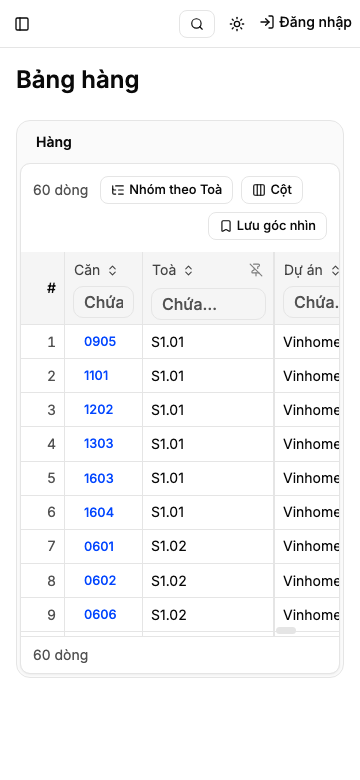 Đăng nhập
Bảng hàng
Hàng
60 dòng
Nhóm theo Toà
Cột
Lưu góc nhìn
# Căn Toà Dự án
Chứa Chứa... Chứa.
1 0905 S1.01 Vinhome
2 1101 S1.01 Vinhome
3 1202 S1.01 Vinhome
4 1303 S1.01 Vinhome
5 1603 S1.01 Vinhome
6 1604 S1.01 Vinhome
7 0601 S1.02 Vinhome
8 0602 S1.02 Vinhome
9 0606 S1.02 Vinhome
60 dòng